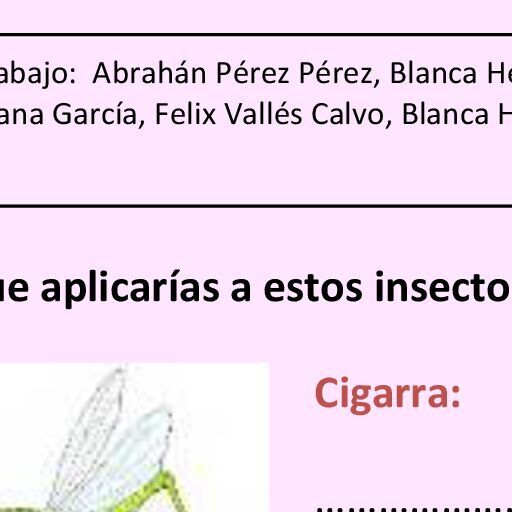 abajo: Abrahán Pérez Pérez, Blanca He
ana García, Felix Vallés Calvo, Blanca H
ue aplicarías a estos insecto
Cigarra:
......................